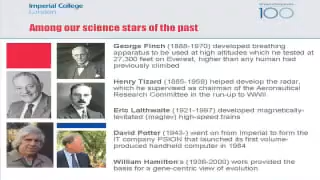 Imperial College
London
100
Among our science stars of the past
George Finch (1888-1970) developed breathing
apparatus to be used at high altitudes which he tested at
27,300 feet on Everest, higher than any human had
previously climbed
Henry Tizard (1885-1959) helped develop the radar,
which he supervised as chairman of the Aeronautical
Research Committee in the run-up to WWII
Eric Laithwaite (1921-1997) developed magnetically-
levitated (maglev) high-speed trains
David Potter (1943-) went on from Imperial to form the
IT company PSION that launched its first volume-
produced handheld computer in 1984
William Hamilton's (1936-2000) work provided the
basis for a gene-centric view of evolution